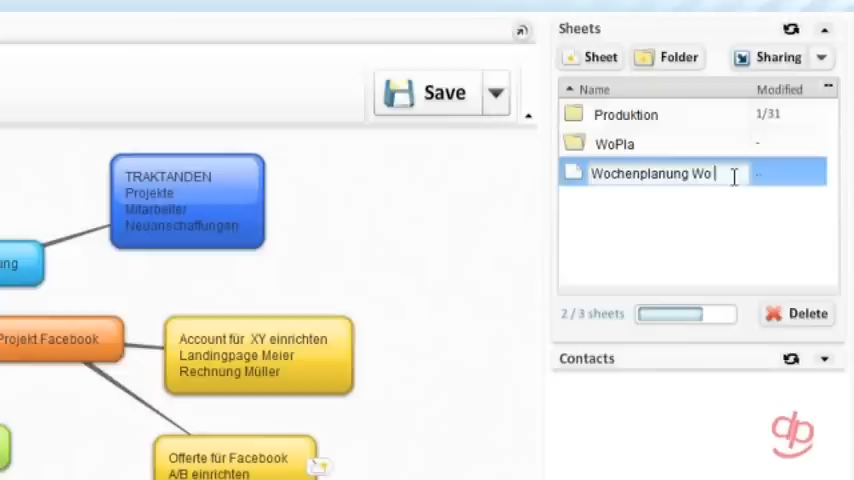 Sheets
Sheet
Folder
Sharing
Save
Name
Modified
Produktion
1/31
WoPla
-
Wochenplanung Wo
..
TRAKTANDEN
Projekte
Mitarbeiter
Neuanschaffungen
ung
Projekt Facebook
Account für XY einrichten
Landingpage Meier
Rechnung Müller
2 / 3 sheets
Delete
Contacts
Offerte für Facebook
A/B einrichten
dp